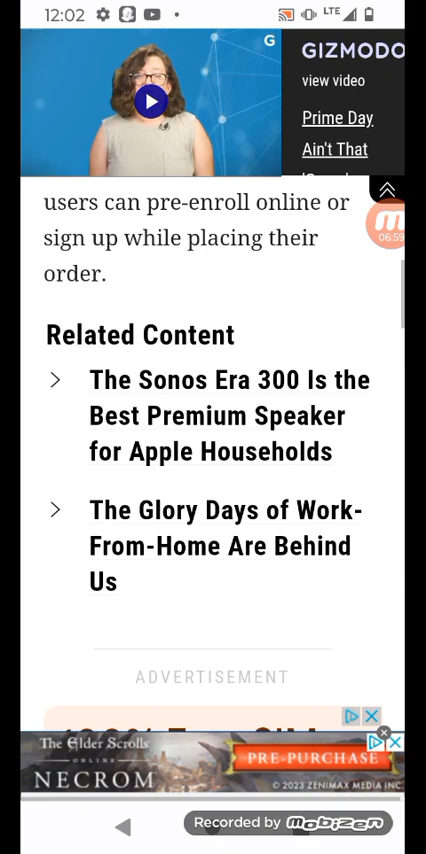 12:02
LTE
G
GIZMODO
view video
Prime Day
Ain't That
06:59
users can pre-enroll online or
sign up while placing their
order.
Related Content
The Sonos Era 300 Is the
Best Premium Speaker
for Apple Households
The Glory Days of Work-
From-Home Are Behind
Us
ADVERTISEMENT
The Elder Scrolls
ONLINE
NECROM
PRE-PURCHASE
© 2023 ZENIMAX MEDIA INC
Recorded by mobizen